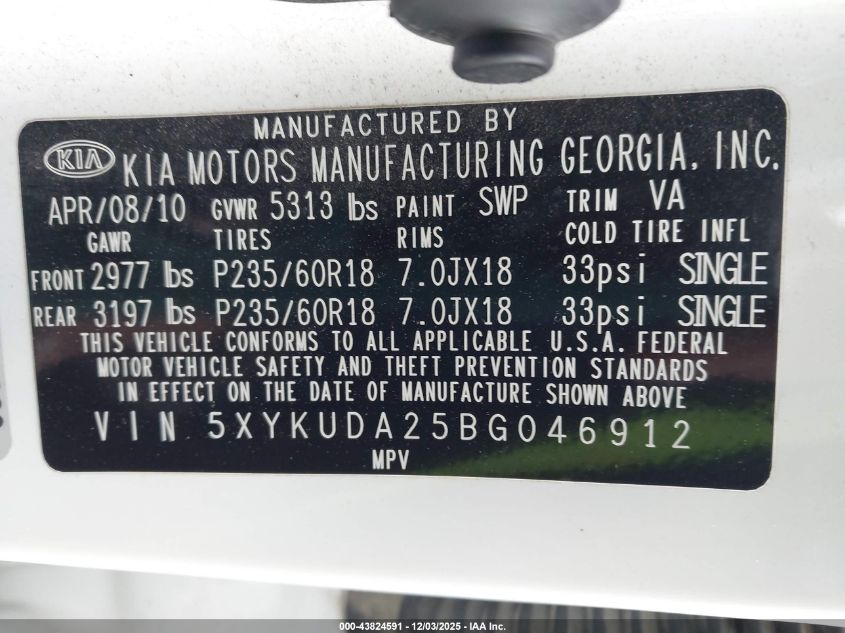 MANUFACTURED BY
KIA KIA MOTORS MANUFACTURING GEORGIA, INC.
APR/08/10 GVWR 5313 lbs PAINT SWP TRIM VA
GAWR TIRES RIMS COLD TIRE INFL
FRONT 2977 lbs P235/60R18 7.0JX18 33psi SINGLE
REAR 3197 lbs P235/60R18 7.0JX18 33psi SINGLE
THIS VEHICLE CONFORMS TO ALL APPLICABLE U.S.A. FEDERAL
MOTOR VEHICLE SAFETY AND THEFT PREVENTION STANDARDS
IN EFFECT ON THE DATE OF MANUFACTURE SHOWN ABOVE
VIN 5XYKUDA25BG046912
MPV
000-43824591 - 12/03/2025 - IAA Inc.